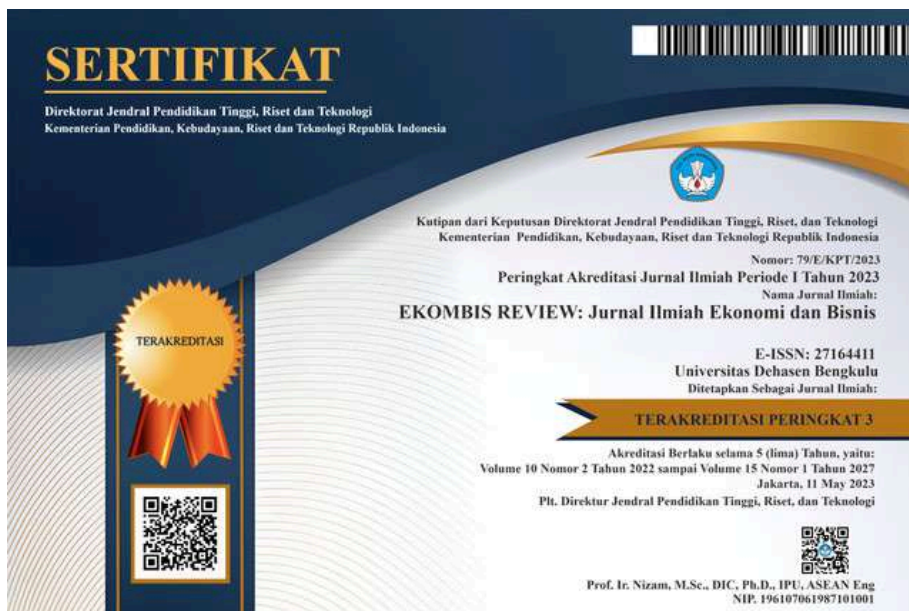 SERTIFIKAT
Direktorat Jendral Pendidikan Tinggi, Riset dan Teknologi
Kementerian Pendidikan, Kebudayaan, Riset dan Teknologi Republik Indonesia
Kutipan dari Keputusan Direktorat Jendral Pendidikan Tinggi, Riset, dan Teknologi
Kementerian Pendidikan, Kebudayaan, Riset dan Teknologi Republik Indonesia
Nomor: 79/E/KPT/2023
Peringkat Akreditasi Jurnal Ilmiah Periode I Tahun 2023
Nama Jurnal Ilmiah:
EKOMBIS REVIEW: Jurnal Ilmiah Ekonomi dan Bisnis
E-ISSN: 27164411
Universitas Dehasen Bengkulu
Ditetapkan Sebagai Jurnal Ilmiah:
TERAKREDITASI PERINGKAT 3
Akreditasi Berlaku selama 5 (lima) Tahun, yaitu:
Volume 10 Nomor 2 Tahun 2022 sampai Volume 15 Nomor 1 Tahun 2027
Jakarta, 11 May 2023
Plt. Direktur Jendral Pendidikan Tinggi, Riset, dan Teknologi
Prof. Ir. Nizam, M.Sc., DIC, Ph.D., IPU, ASEAN Eng
NIP. 196107061987101001
TERAKREDITASI